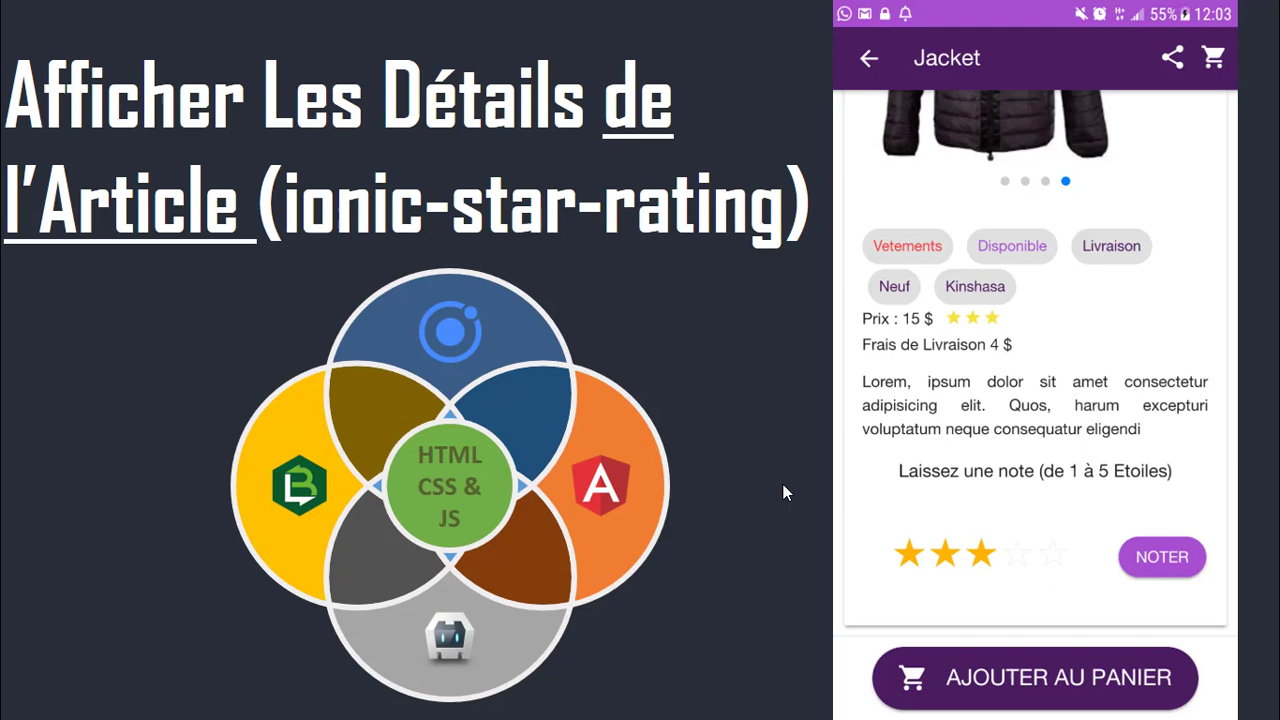 Afficher Les Détails de
l'Article (ionic-star-rating)
HTML
CSS &
JS
LB
A
H+ 55% 12:03
Jacket
Vetements Disponible Livraison
Neuf Kinshasa
Prix : 15 $
Frais de Livraison 4 $
Lorem, ipsum dolor sit amet consectetur
adipisicing elit. Quos, harum excepturi
voluptatum neque consequatur eligendi
Laissez une note (de 1 à 5 Etoiles)
NOTER
AJOUTER AU PANIER